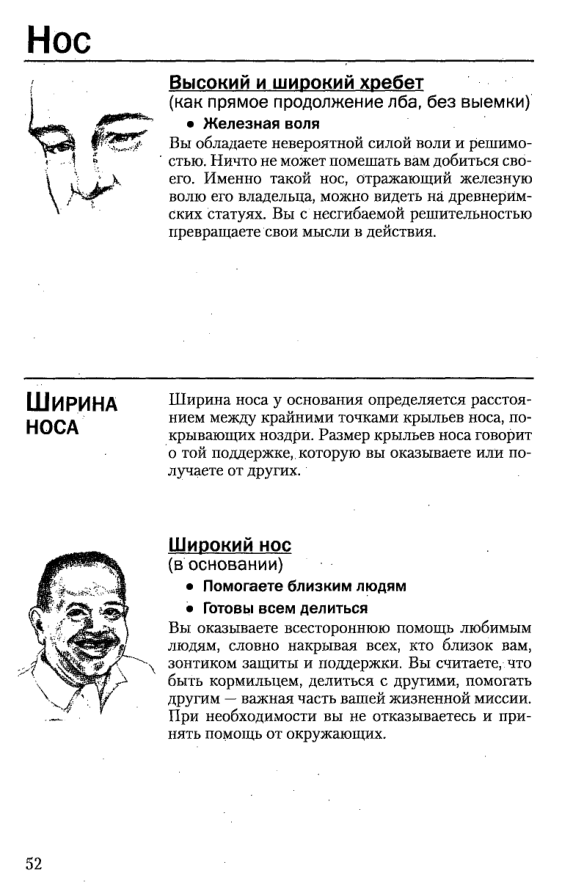 Нос
Высокий и широкий хребет
(как прямое продолжение лба, без выемки)
• Железная воля
Вы обладаете невероятной силой воли и решимо-
стью. Ничто не может помешать вам добиться сво-
его. Именно такой нос, отражающий железную
волю его владельца, можно видеть на древнерим-
ских статуях. Вы с несгибаемой решительностью
превращаете свои мысли в действия.
Ширина
носа
Ширина носа у основания определяется расстоя-
нием между крайними точками крыльев носа, по-
крывающих ноздри. Размер крыльев носа говорит
о той поддержке, которую вы оказываете или по-
лучаете от других.
Широкий нос
(в основании)
• Помогаете близким людям
• Готовы всем делиться
Вы оказываете всестороннюю помощь любимым
людям, словно накрывая всех, кто близок вам,
зонтиком защиты и поддержки. Вы считаете, что
быть кормильцем, делиться с другими, помогать
другим — важная часть вашей жизненной миссии.
При необходимости вы не отказываетесь и при-
нять помощь от окружающих.
52